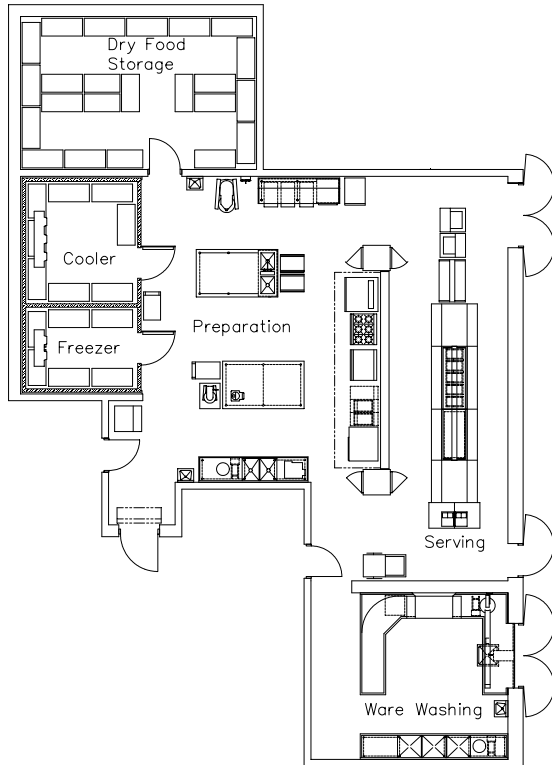 Dry Food
Storage
Cooler
Preparation
Freezer
Serving
Ware Washing